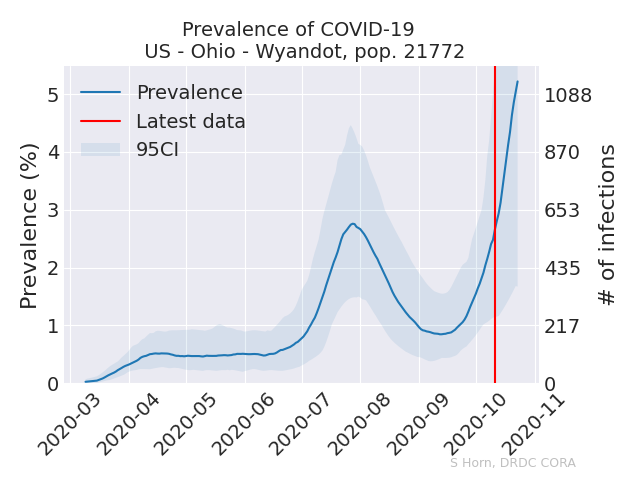 Prevalence of COVID-19
US - Ohio - Wyandot, pop. 21772
Prevalence
Latest data
95CI
Prevalence (%)
5
4
3
2
1
0
1088
870
653
435
217
0
# of infections
2020-03
2020-04
2020-05
2020-06
2020-07
2020-08
2020-09
2020-10
2020-11
S Horn, DRDC CORA